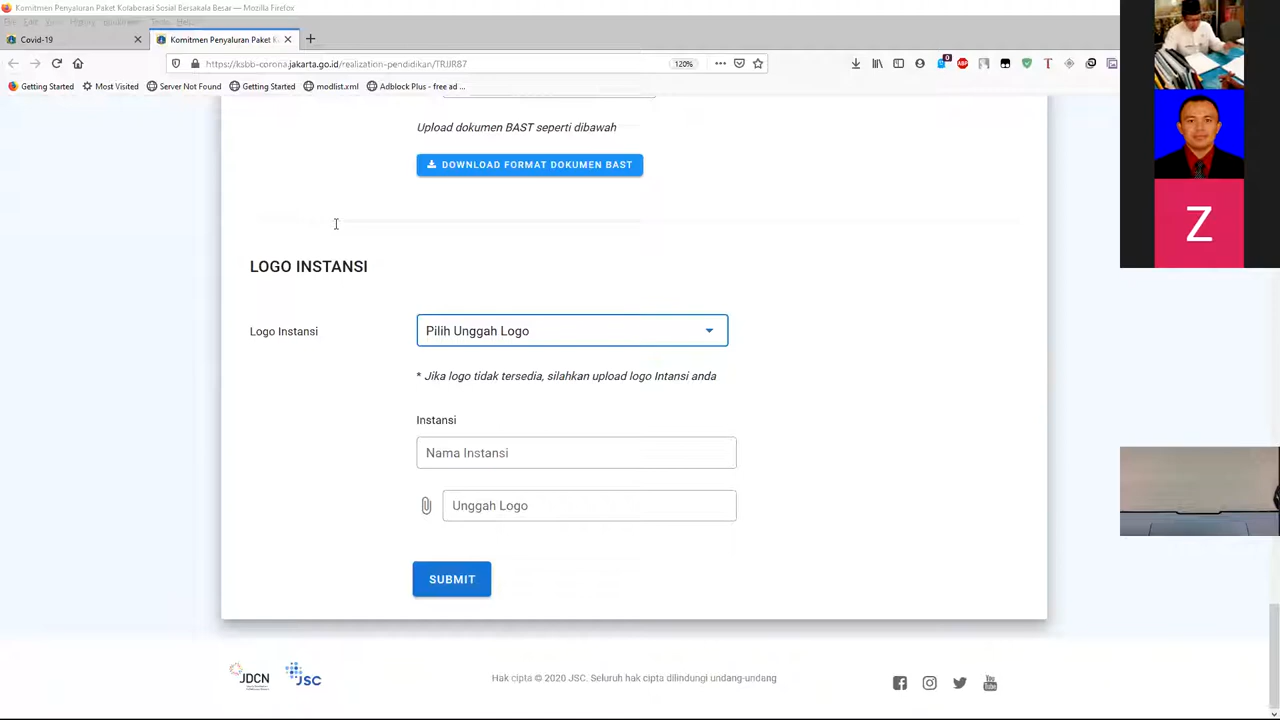 Komitmen Penyaluran Paket Kolaborasi Sosial Bersakala Besar — Mozilla Firefox
Covid-19
Komitmen Penyaluran Paket K
https://ksbb-corona.jakarta.go.id/realization-pendidikan/TRJJR87
120%
Getting Started
Most Visited
Server Not Found
Getting Started
modlist.xml
Adblock Plus - free ad ...
Upload dokumen BAST seperti dibawah
DOWNLOAD FORMAT DOKUMEN BAST
LOGO INSTANSI
Logo Instansi
Pilih Unggah Logo
* Jika logo tidak tersedia, silahkan upload logo Intansi anda
Instansi
Nama Instansi
Unggah Logo
SUBMIT
JDCN
JSC
Hak cipta © 2020 JSC. Seluruh hak cipta dilindungi undang-undang
Z